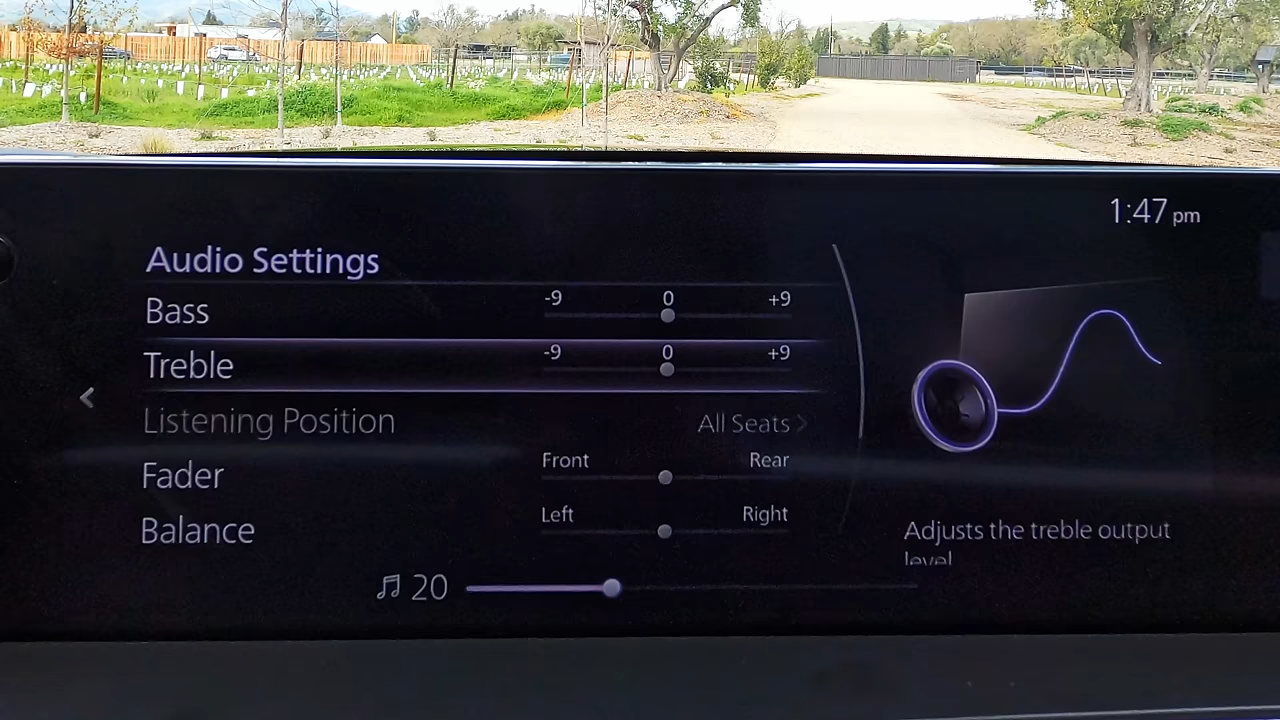 1:47 pm
Audio Settings
Bass -9 0 +9
Treble -9 0 +9
Listening Position All Seats
Fader Front Rear
Balance Left Right
Adjusts the treble output
level
20